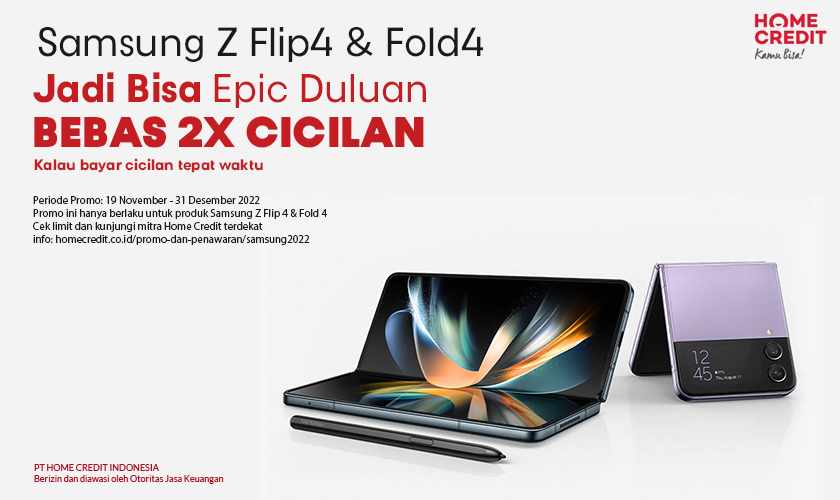 Samsung Z Flip4 & Fold4
Jadi Bisa Epic Duluan
BEBAS 2X CICILAN
Kalau bayar cicilan tepat waktu
HOME
CREDIT
Kamu Bisa!
Periode Promo: 19 November - 31 Desember 2022
Promo ini hanya berlaku untuk produk Samsung Z Flip 4 & Fold 4
Cek limit dan kunjungi mitra Home Credit terdekat
info: homecredit.co.id/promo-dan-penawaran/samsung2022
12
45
Thu, August
PT HOME CREDIT INDONESIA
Berizin dan diawasi oleh Otoritas Jasa Keuangan